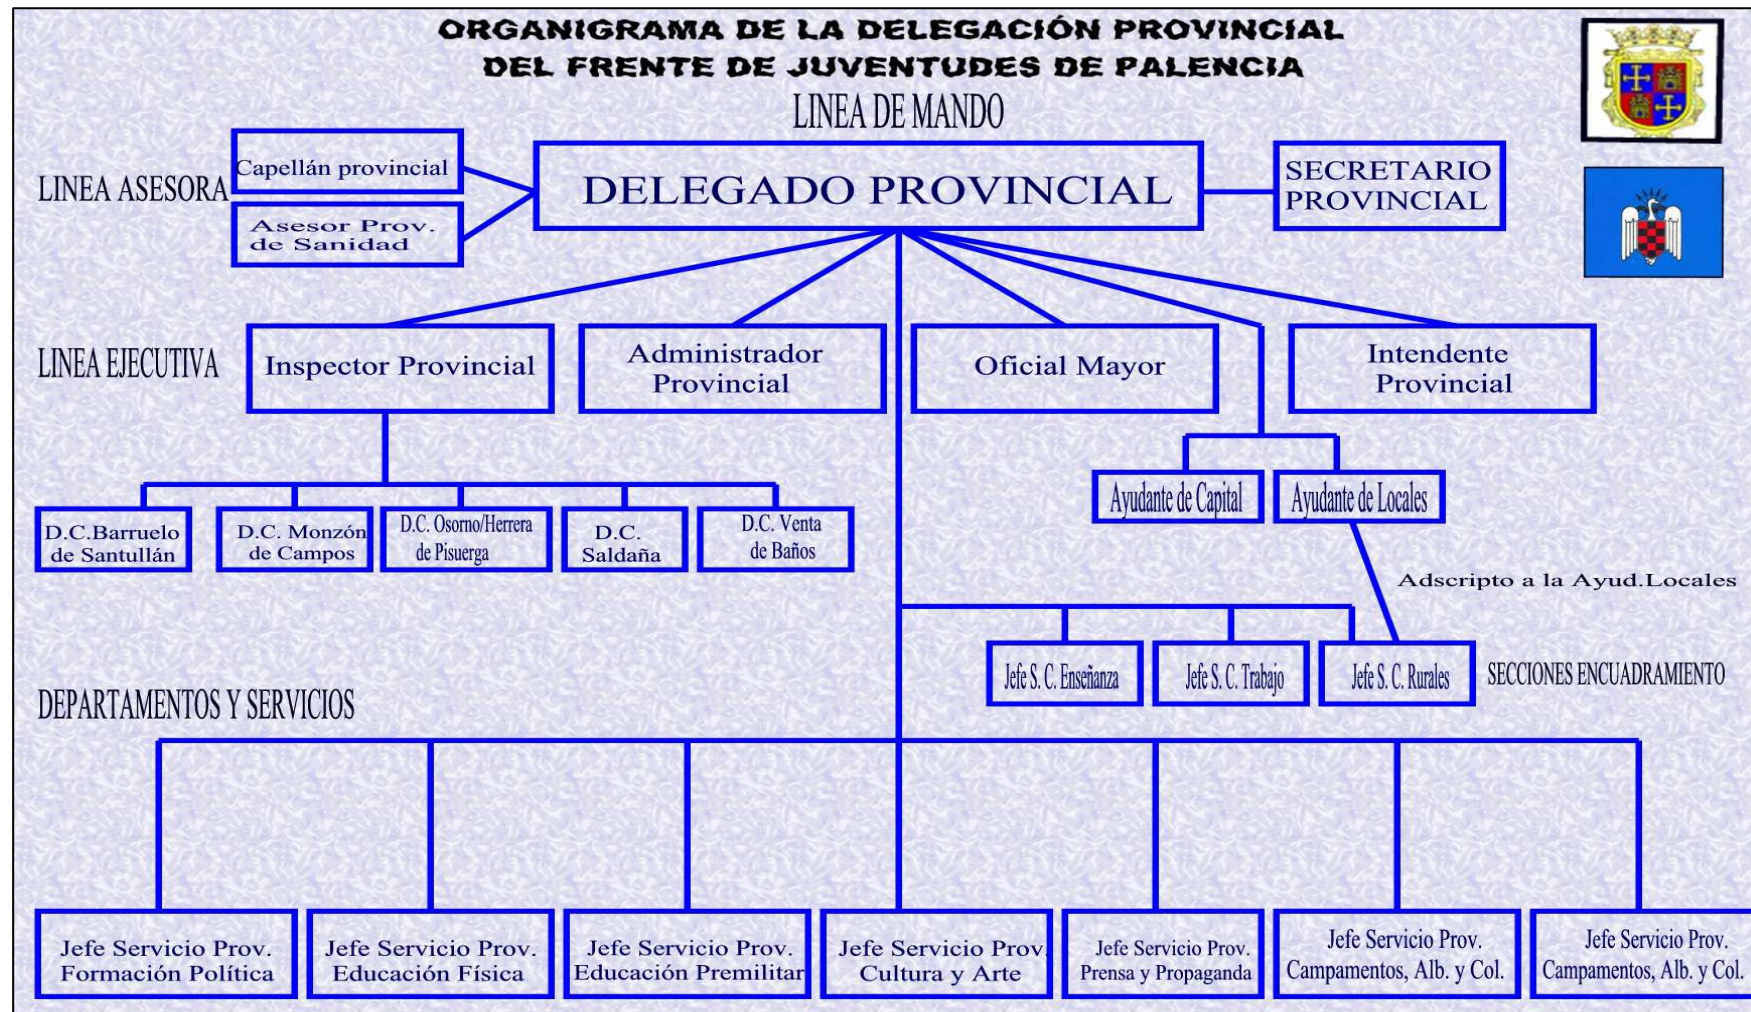 ORGANIGRAMA DE LA DELEGACIÓN PROVINCIAL
DEL FRENTE DE JUVENTUDES DE PALENCIA
LINEA DE MANDO
LINEA ASESORA
Capellán provincial
Asesor Prov.
de Sanidad
DELEGADO PROVINCIAL
SECRETARIO
PROVINCIAL
LINEA EJECUTIVA
Inspector Provincial
Administrador
Provincial
Oficial Mayor
Intendente
Provincial
Ayudante de Capital
Ayudante de Locales
D.C.Barruelo
de Santullán
D.C. Monzón
de Campos
D.C. Osorno/Herrera
de Pisuerga
D.C.
Saldaña
D.C. Venta
de Baños
Adscripto a la Ayud.Locales
Jefe S. C. Enseñanza
Jefe S. C. Trabajo
Jefe S. C. Rurales
SECCIONES ENCUADRAMIENTO
DEPARTAMENTOS Y SERVICIOS
Jefe Servicio Prov.
Formación Política
Jefe Servicio Prov.
Educación Física
Jefe Servicio Prov.
Educación Premilitar
Jefe Servicio Prov.
Cultura y Arte
Jefe Servicio Prov.
Prensa y Propaganda
Jefe Servicio Prov.
Campamentos, Alb. y Col.
Jefe Servicio Prov.
Campamentos, Alb. y Col.